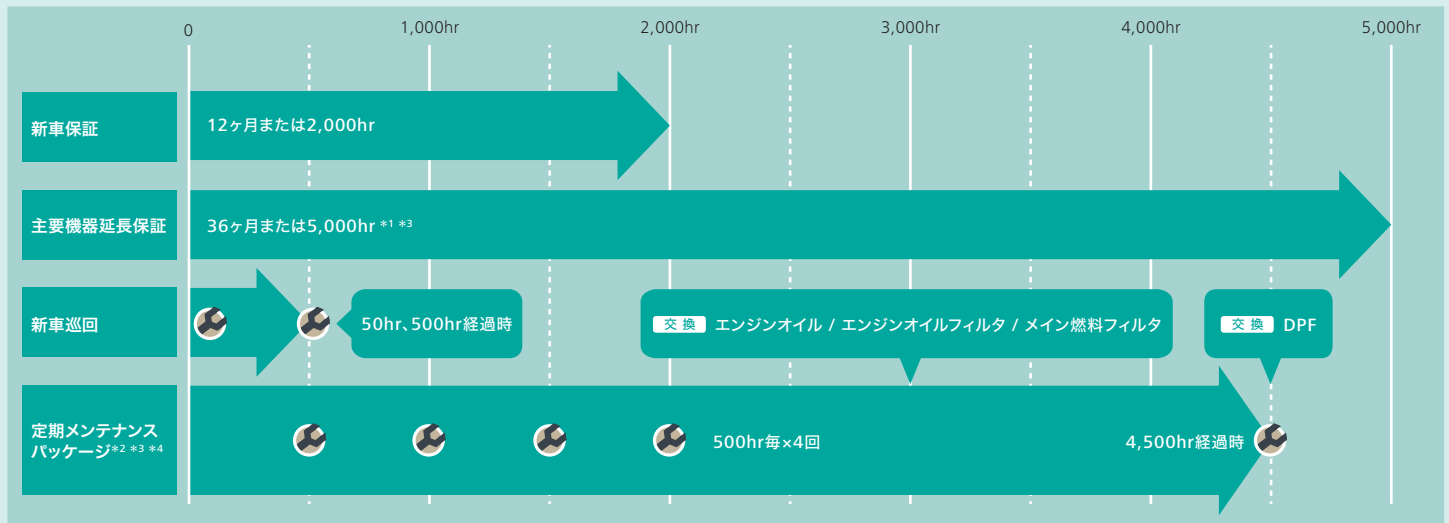 0 1,000hr 2,000hr 3,000hr 4,000hr 5,000hr
新車保証
12ヶ月または2,000hr
主要機器延長保証
36ヶ月または5,000hr *1 *3
新車巡回
50hr、500hr経過時
交換 エンジンオイル / エンジンオイルフィルタ / メイン燃料フィルタ
交換 DPF
定期メンテナンス
パッケージ*2 *3 *4
500hr毎×4回
4,500hr経過時